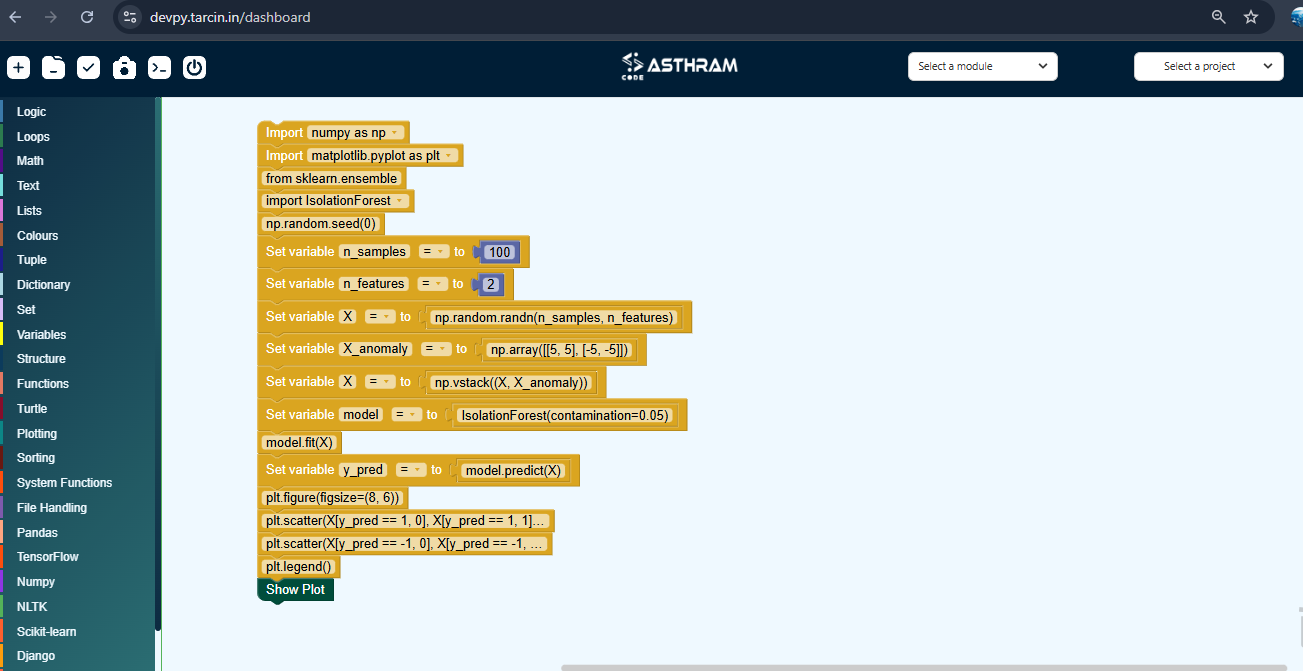 devpy.tarcin.in/dashboard
CODE ASTHRAM
Select a module
Select a project
Logic
Loops
Math
Text
Lists
Colours
Tuple
Dictionary
Set
Variables
Structure
Functions
Turtle
Plotting
Sorting
System Functions
File Handling
Pandas
TensorFlow
Numpy
NLTK
Scikit-learn
Django
Import numpy as np
Import matplotlib.pyplot as plt
from sklearn.ensemble
import IsolationForest
np.random.seed(0)
Set variable n_samples = to 100
Set variable n_features = to 2
Set variable X = to np.random.randn(n_samples, n_features)
Set variable X_anomaly = to np.array([[5, 5], [-5, -5]])
Set variable X = to np.vstack((X, X_anomaly))
Set variable model = to IsolationForest(contamination=0.05)
model.fit(X)
Set variable y_pred = to model.predict(X)
plt.figure(figsize=(8, 6))
plt.scatter(X[y_pred == 1, 0], X[y_pred == 1, 1]...
plt.scatter(X[y_pred == -1, 0], X[y_pred == -1, ...
plt.legend()
Show Plot